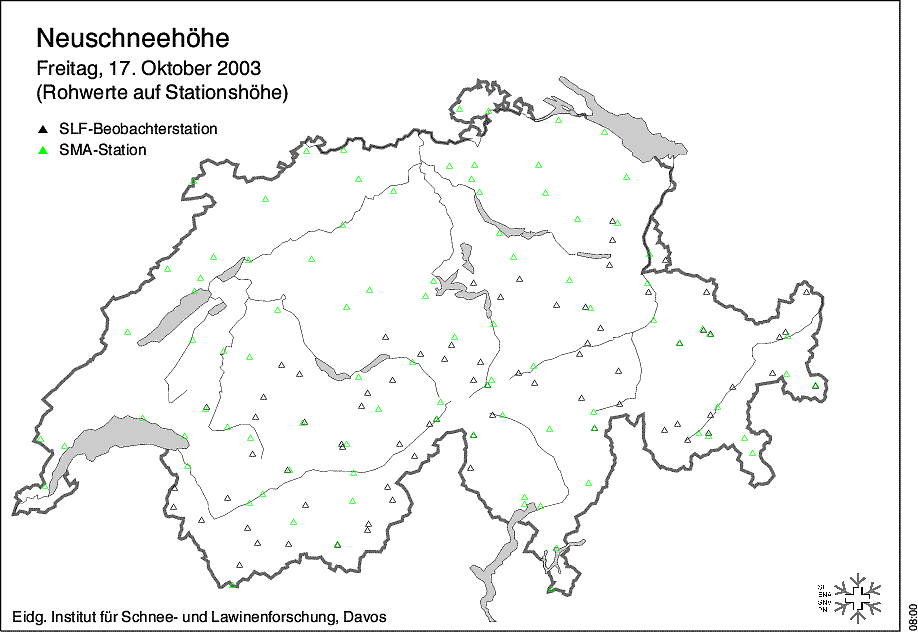 Neuschneehöhe
Freitag, 17. Oktober 2003
(Rohwerte auf Stationshöhe)
SLF-Beobachterstation
SMA-Station
Eidg. Institut für Schnee- und Lawinenforschung, Davos
08:00